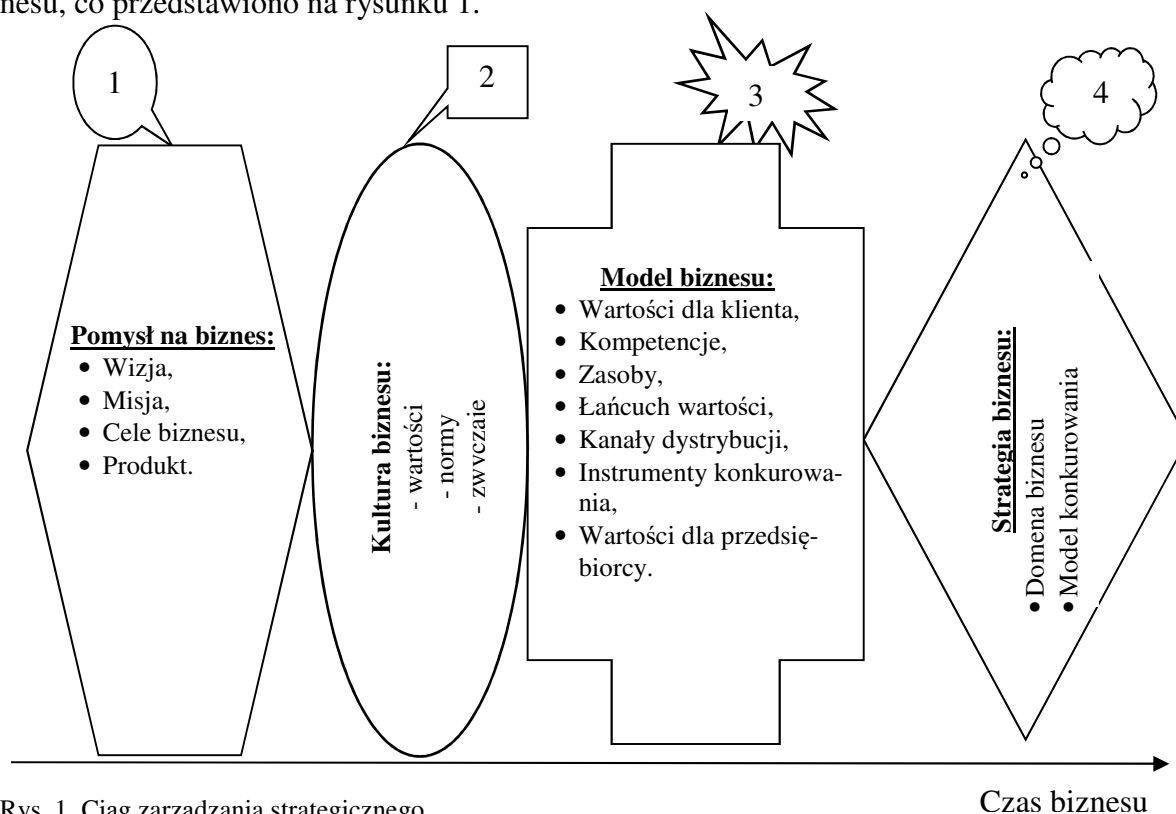 nesu, co przedstawiono na rysunku 1.
1
2
3
4
Pomysł na biznes:
• Wizja,
• Misja,
• Cele biznesu,
• Produkt.
Kultura biznesu:
- wartości
- normy
- zwyczaje
Model biznesu:
• Wartości dla klienta,
• Kompetencje,
• Zasoby,
• Łańcuch wartości,
• Kanały dystrybucji,
• Instrumenty konkurowa-
nia,
• Wartości dla przedsię-
biorcy.
Strategia biznesu:
• Domena biznesu
• Model konkurowania
Czas biznesu
Rys. 1. Ciąg zarządzania strategicznego